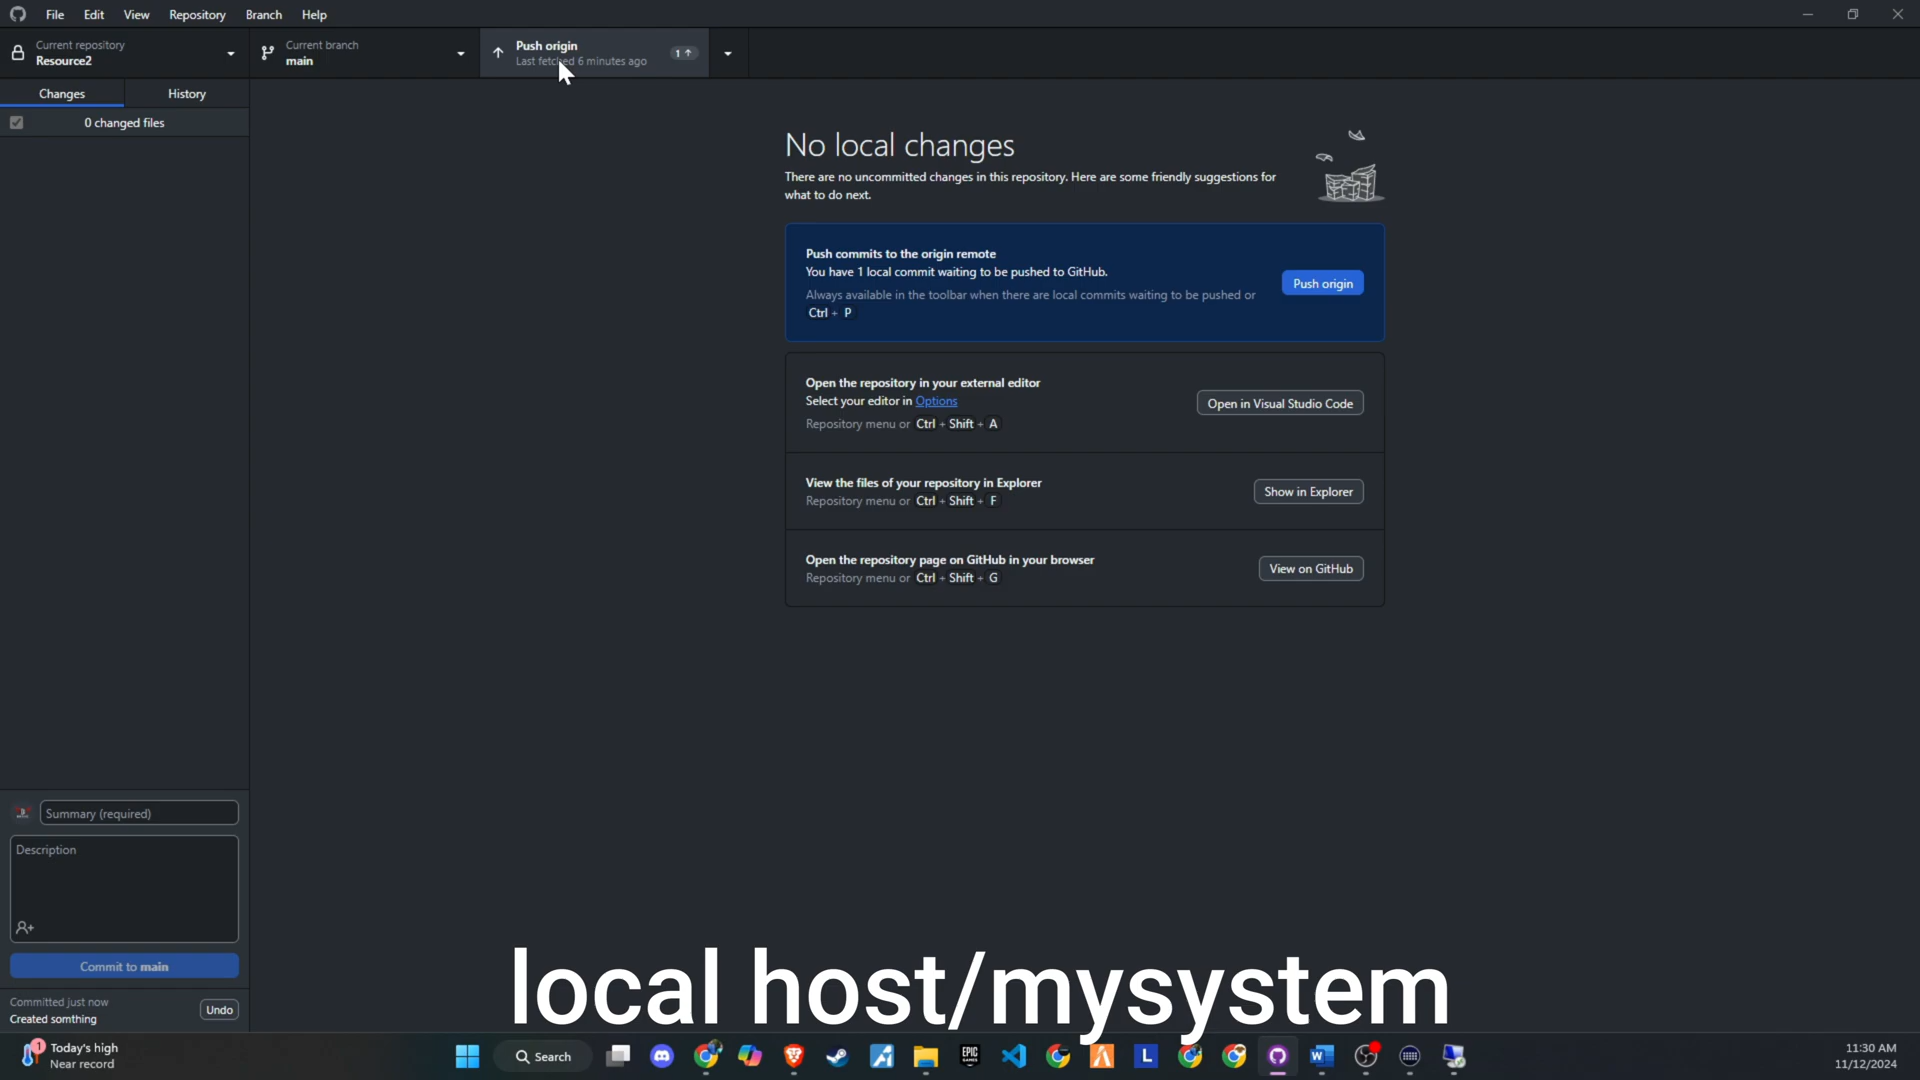 File Edit View Repository Branch Help
Current repository
Resource2
Current branch
main
Push origin
Last fetched 6 minutes ago
1
Changes
History
0 changed files
No local changes
There are no uncommitted changes in this repository. Here are some friendly suggestions for
what to do next.
Push commits to the origin remote
You have 1 local commit waiting to be pushed to GitHub.
Always available in the toolbar when there are local commits waiting to be pushed or
Ctrl + P
Push origin
Open the repository in your external editor
Select your editor in Options
Repository menu or Ctrl + Shift + A
Open in Visual Studio Code
View the files of your repository in Explorer
Repository menu or Ctrl + Shift + F
Show in Explorer
Open the repository page on GitHub in your browser
Repository menu or Ctrl + Shift + G
View on GitHub
Summary (required)
Description
Commit to main
Committed just now
Created somthing
Undo
local host/mysystem
1
Today's high
Near record
Search
EPIC
GAMES
L
W
11:30 AM
11/12/2024